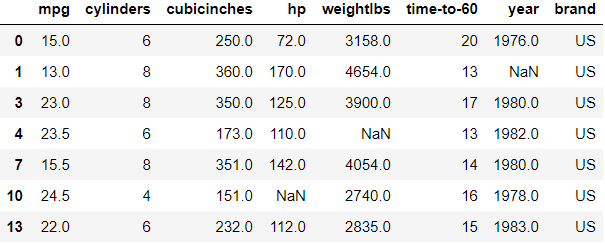 mpg cylinders cubicinches hp weightlbs time-to-60 year brand
0 15.0 6 250.0 72.0 3158.0 20 1976.0 US
1 13.0 8 360.0 170.0 4654.0 13 NaN US
3 23.0 8 350.0 125.0 3900.0 17 1980.0 US
4 23.5 6 173.0 110.0 NaN 13 1982.0 US
7 15.5 8 351.0 142.0 4054.0 14 1980.0 US
10 24.5 4 151.0 NaN 2740.0 16 1978.0 US
13 22.0 6 232.0 112.0 2835.0 15 1983.0 US